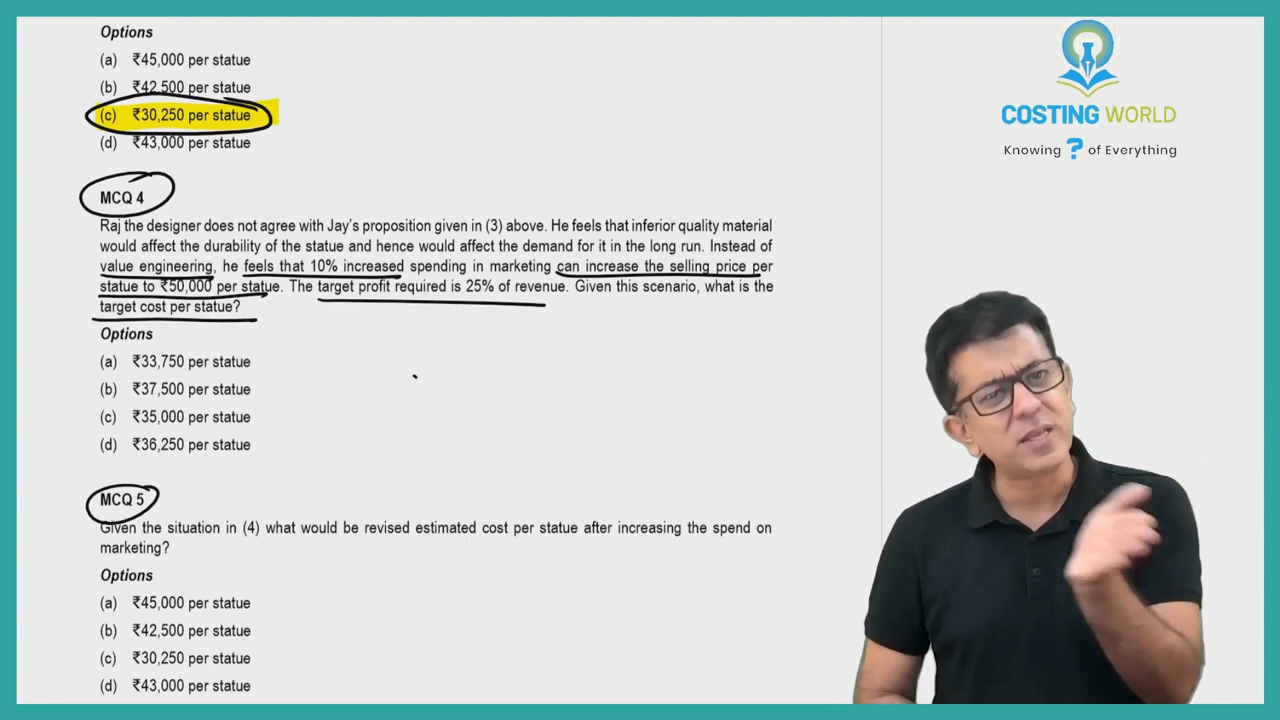 Options
(a) ₹45,000 per statue
(b) ₹42,500 per statue
(c) ₹30,250 per statue
(d) ₹43,000 per statue
MCQ 4
Raj the designer does not agree with Jay's proposition given in (3) above. He feels that inferior quality material
would affect the durability of the statue and hence would affect the demand for it in the long run. Instead of
value engineering, he feels that 10% increased spending in marketing can increase the selling price per
statue to ₹50,000 per statue. The target profit required is 25% of revenue. Given this scenario, what is the
target cost per statue?
Options
(a) ₹33,750 per statue
(b) ₹37,500 per statue
(c) ₹35,000 per statue
(d) ₹36,250 per statue
MCQ 5
Given the situation in (4) what would be revised estimated cost per statue after increasing the spend on
marketing?
Options
(a) ₹45,000 per statue
(b) ₹42,500 per statue
(c) ₹30,250 per statue
(d) ₹43,000 per statue
COSTING WORLD
Knowing ? of Everything